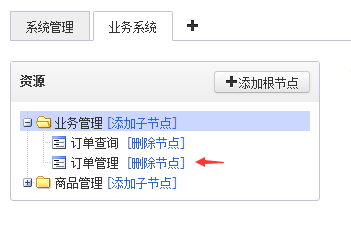 系统管理 业务系统
资源 添加根节点
业务管理 [添加子节点]
订单查询 [删除节点]
订单管理 [删除节点]
商品管理 [添加子节点]